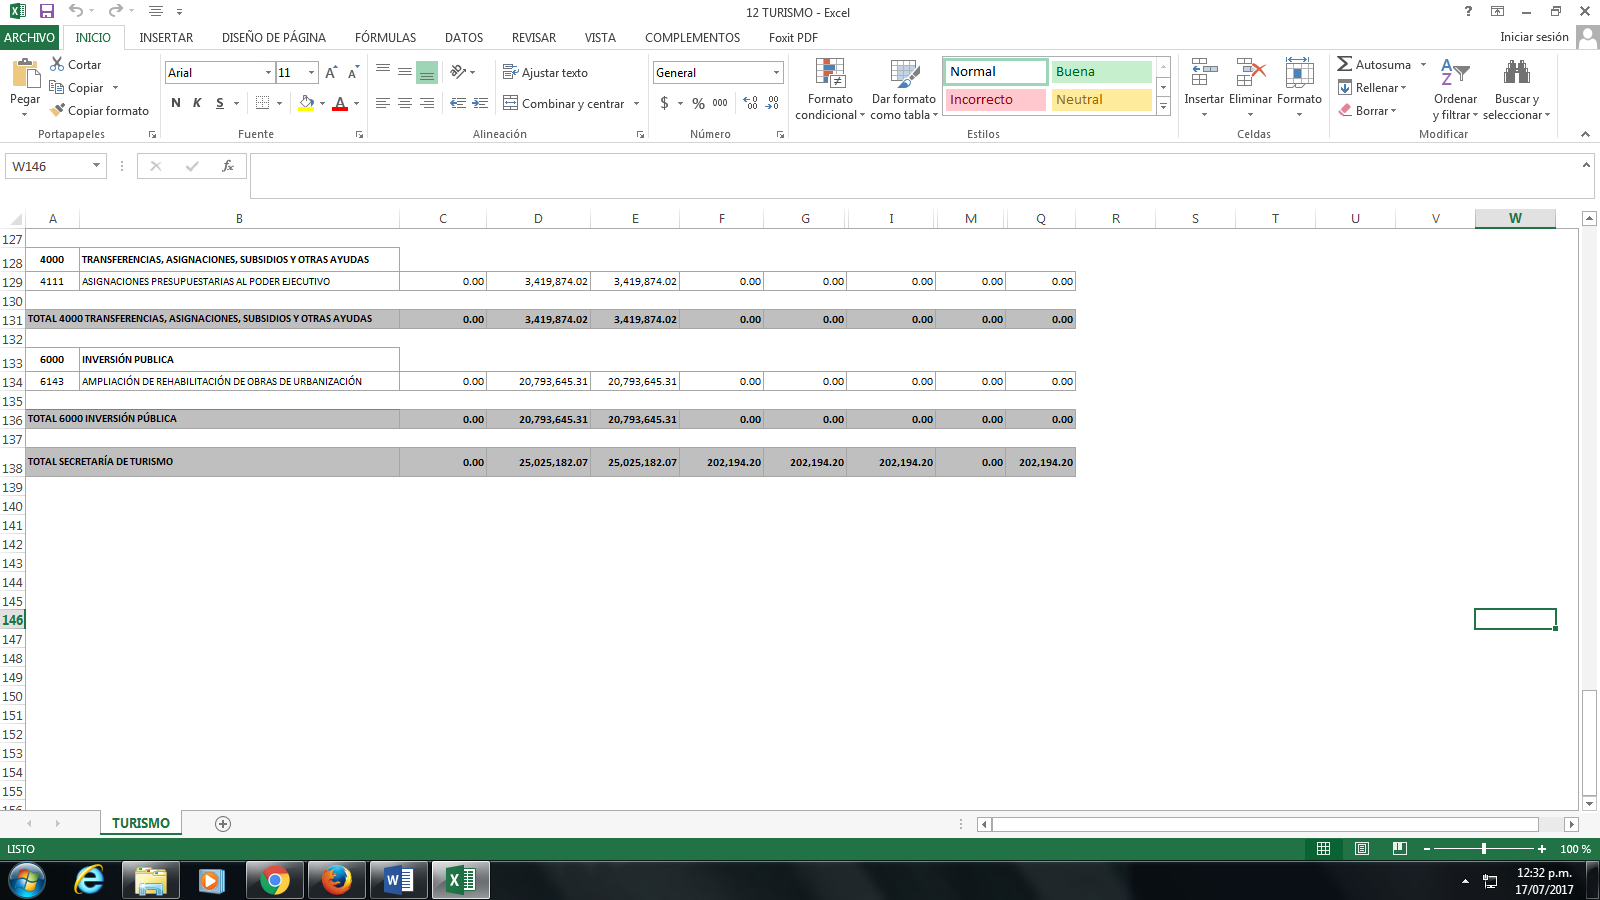 12 TURISMO - Excel
ARCHIVO INICIO INSERTAR DISEÑO DE PÁGINA FÓRMULAS DATOS REVISAR VISTA COMPLEMENTOS Foxit PDF Iniciar sesión
Pegar
Cortar
Copiar
Copiar formato
Portapapeles
Arial 11
N K S
Fuente
Ajustar texto
Combinar y centrar
Alineación
General
$ % 000
Número
Formato condicional
Dar formato como tabla
Normal Buena
Incorrecto Neutral
Estilos
Insertar Eliminar Formato
Celdas
Autosuma
Rellenar
Borrar
Ordenar y filtrar
Buscar y seleccionar
Modificar
W146
fx
A B C D E F G I M Q R S T U V W
127
128 4000 TRANSFERENCIAS, ASIGNACIONES, SUBSIDIOS Y OTRAS AYUDAS
129 4111 ASIGNACIONES PRESUPUESTARIAS AL PODER EJECUTIVO 0.00 3,419,874.02 3,419,874.02 0.00 0.00 0.00 0.00 0.00
130
131 TOTAL 4000 TRANSFERENCIAS, ASIGNACIONES, SUBSIDIOS Y OTRAS AYUDAS 0.00 3,419,874.02 3,419,874.02 0.00 0.00 0.00 0.00 0.00
132
133 6000 INVERSIÓN PUBLICA
134 6143 AMPLIACIÓN DE REHABILITACIÓN DE OBRAS DE URBANIZACIÓN 0.00 20,793,645.31 20,793,645.31 0.00 0.00 0.00 0.00 0.00
135
136 TOTAL 6000 INVERSIÓN PÚBLICA 0.00 20,793,645.31 20,793,645.31 0.00 0.00 0.00 0.00 0.00
137
138 TOTAL SECRETARÍA DE TURISMO 0.00 25,025,182.07 25,025,182.07 202,194.20 202,194.20 202,194.20 0.00 202,194.20
139
140
141
142
143
144
145
146
147
148
149
150
151
152
153
154
155
156
TURISMO
LISTO 100 %
12:32 p.m.
17/07/2017